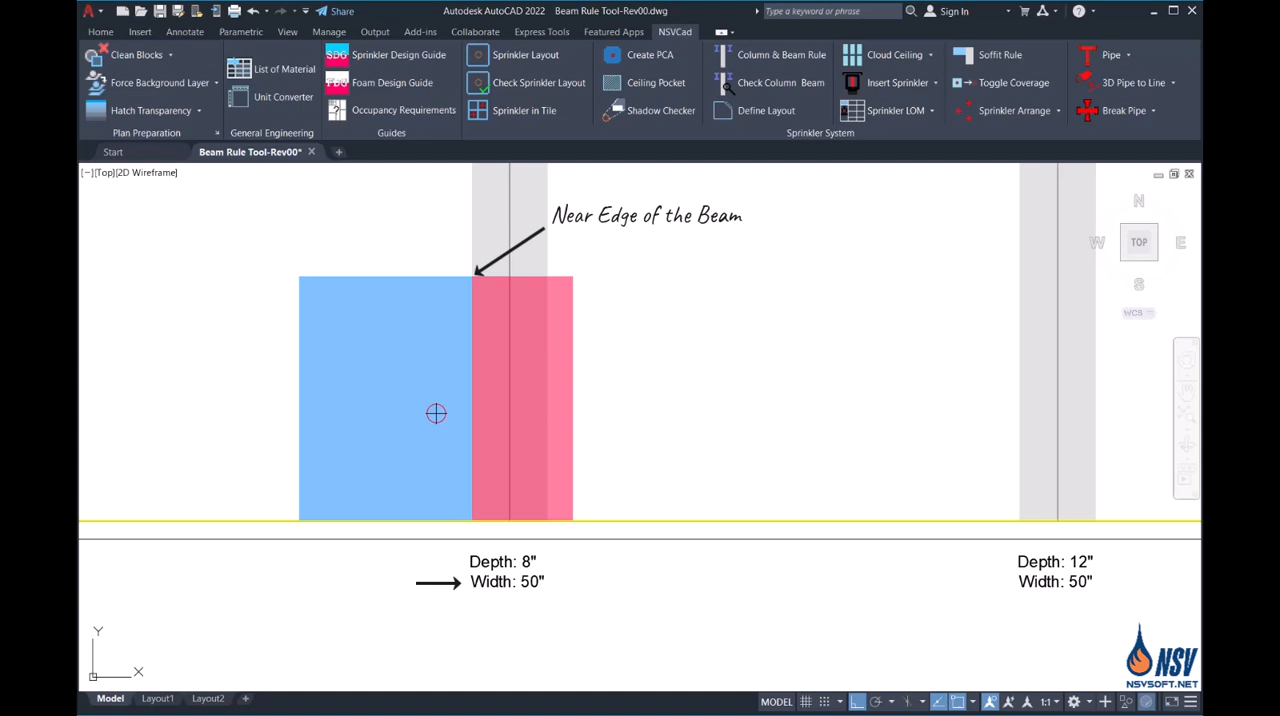 Share
Autodesk AutoCAD 2022 Beam Rule Tool-Rev00.dwg
Type a keyword or phrase
Sign In
Home Insert Annotate Parametric View Manage Output Add-ins Collaborate Express Tools Featured Apps NSVCad
Clean Blocks
Force Background Layer
Hatch Transparency
Plan Preparation
List of Material
Unit Converter
General Engineering
SDG Sprinkler Design Guide
FDG Foam Design Guide
Occupancy Requirements
Guides
Sprinkler Layout
Check Sprinkler Layout
Sprinkler in Tile
Create PCA
Ceiling Pocket
Shadow Checker
Column & Beam Rule
Check Column Beam
Define Layout
Cloud Ceiling
Insert Sprinkler
Sprinkler LOM
Soffit Rule
Toggle Coverage
Sprinkler Arrange
Pipe
3D Pipe to Line
Break Pipe
Sprinkler System
Start
Beam Rule Tool-Rev00*
[−][Top][2D Wireframe]
Near Edge of the Beam
N
W TOP E
S
WCS
Depth: 8"
Width: 50"
Depth: 12"
Width: 50"
Y
X
NSV
NSVSOFT.NET
Model Layout1 Layout2
MODEL
1:1